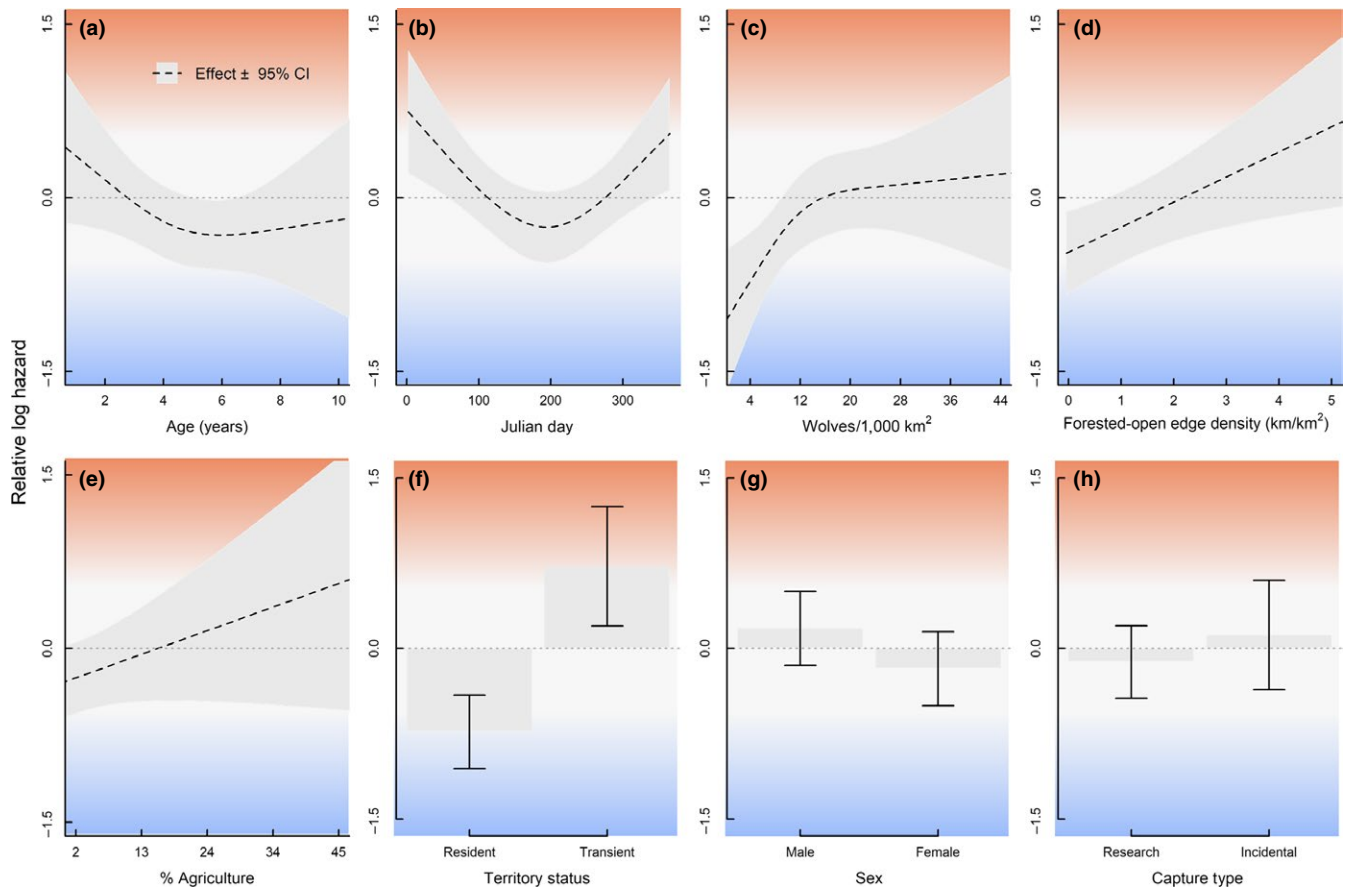 (a)
(b)
(c)
(d)
Effect ± 95% CI
1.5
0.0
−1.5
1.5
0.0
−1.5
1.5
0.0
−1.5
1.5
0.0
−1.5
2 4 6 8 10
0 100 200 300
4 12 20 28 36 44
0 1 2 3 4 5
Age (years)
Julian day
Wolves/1,000 km²
Forested-open edge density (km/km²)
Relative log hazard
(e)
(f)
(g)
(h)
1.5
0.0
−1.5
1.5
0.0
−1.5
1.5
0.0
−1.5
1.5
0.0
−1.5
2 13 24 34 45
Resident Transient
Male Female
Research Incidental
% Agriculture
Territory status
Sex
Capture type